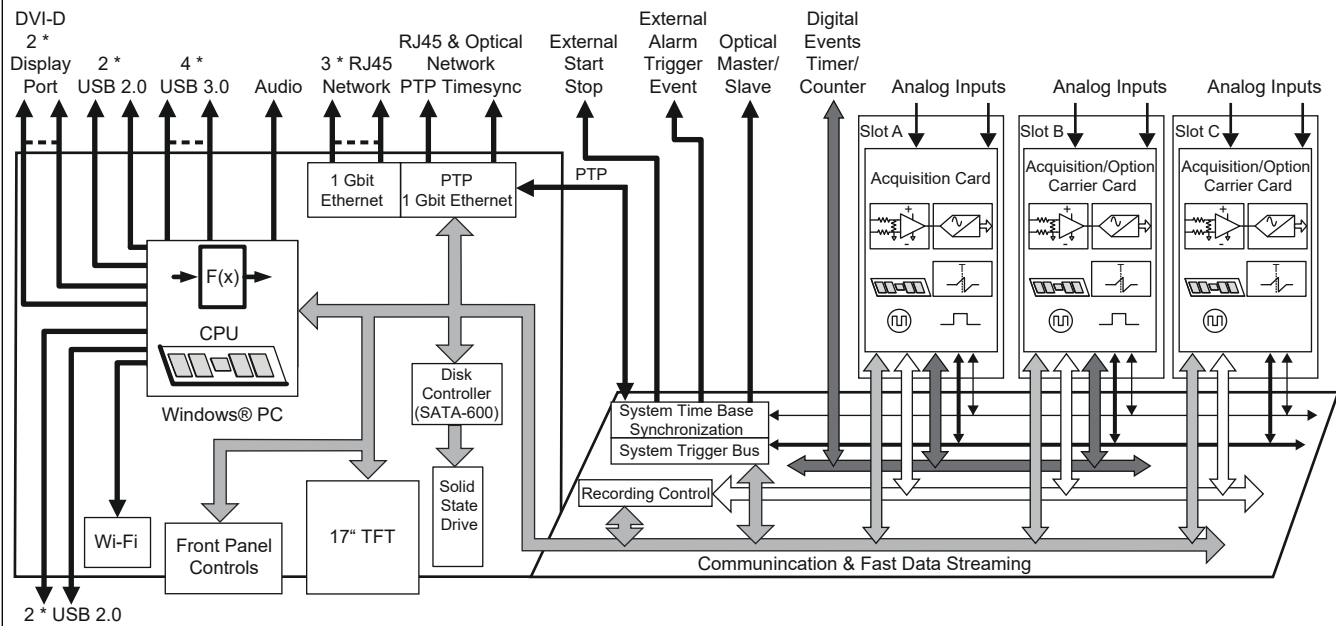 DVI-D
2 *
Display
Port
2 *
USB 2.0
4 *
USB 3.0
Audio
3 * RJ45
Network
RJ45 & Optical
Network
PTP Timesync
External
Start
Stop
External
Alarm
Trigger
Event
Optical
Master/
Slave
Digital
Events
Timer/
Counter
Analog Inputs
Analog Inputs
Analog Inputs
Slot A
Slot B
Slot C
1 Gbit
Ethernet
PTP
1 Gbit Ethernet
PTP
Acquisition Card
+
-
T
Acquisition/Option
Carrier Card
+
-
T
Acquisition/Option
Carrier Card
+
-
T
F(x)
CPU
Windows® PC
Disk
Controller
(SATA-600)
Solid
State
Drive
System Time Base
Synchronization
System Trigger Bus
Recording Control
Wi-Fi
Front Panel
Controls
17“ TFT
Communincation & Fast Data Streaming
2 * USB 2.0